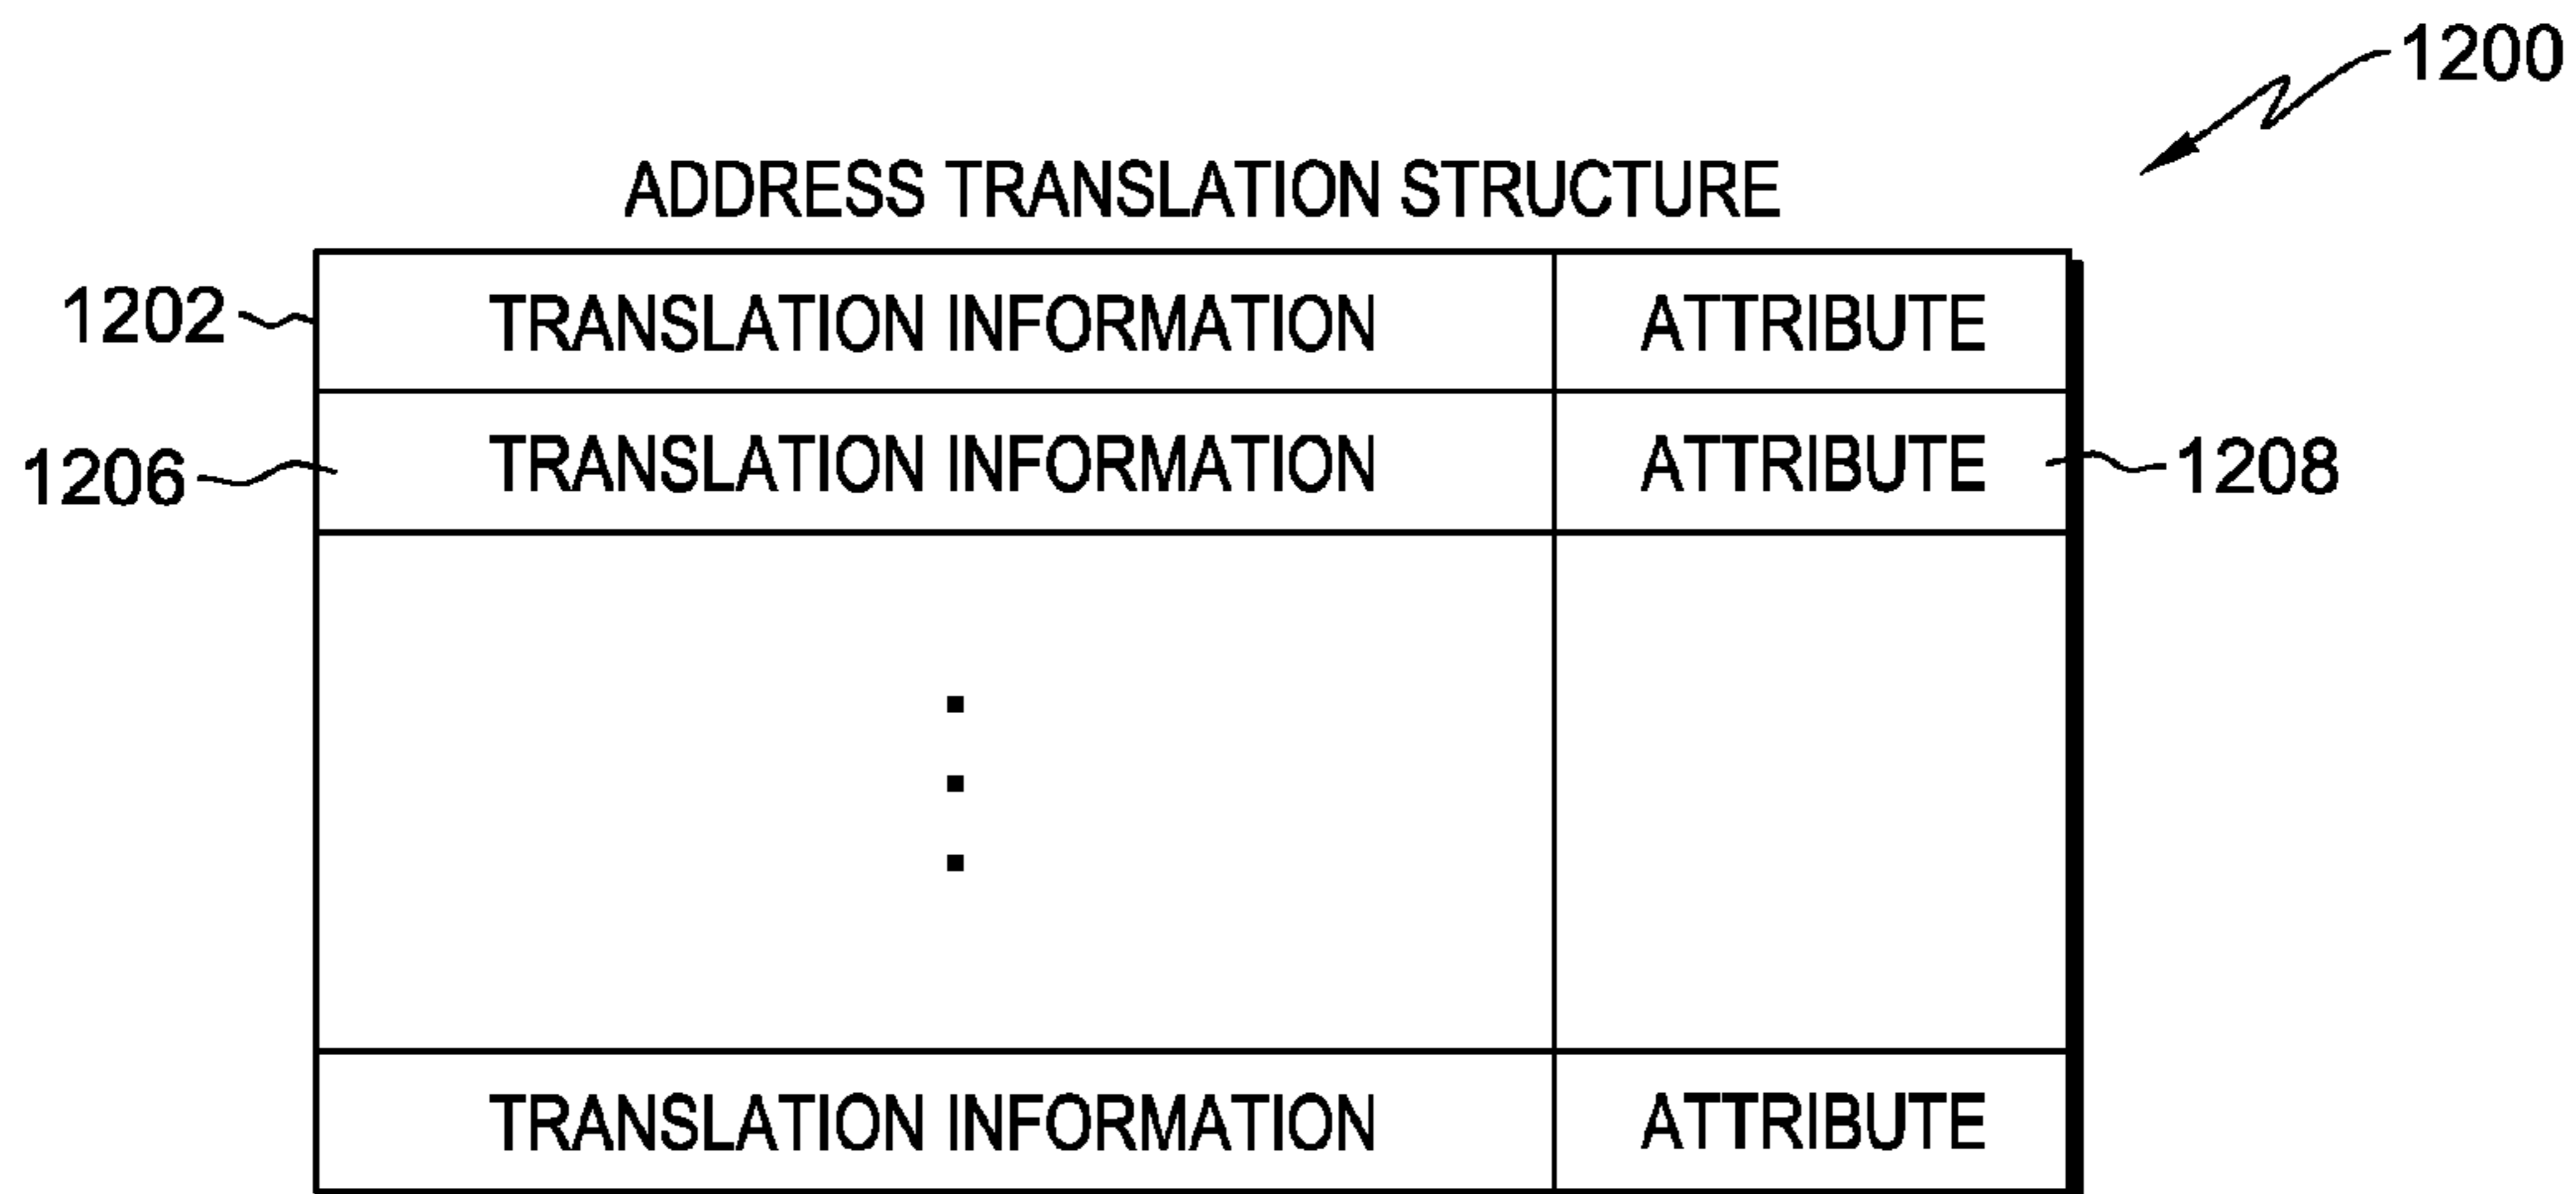 1200
ADDRESS TRANSLATION STRUCTURE
1202 TRANSLATION INFORMATION ATTRIBUTE
1206 TRANSLATION INFORMATION ATTRIBUTE 1208
TRANSLATION INFORMATION ATTRIBUTE